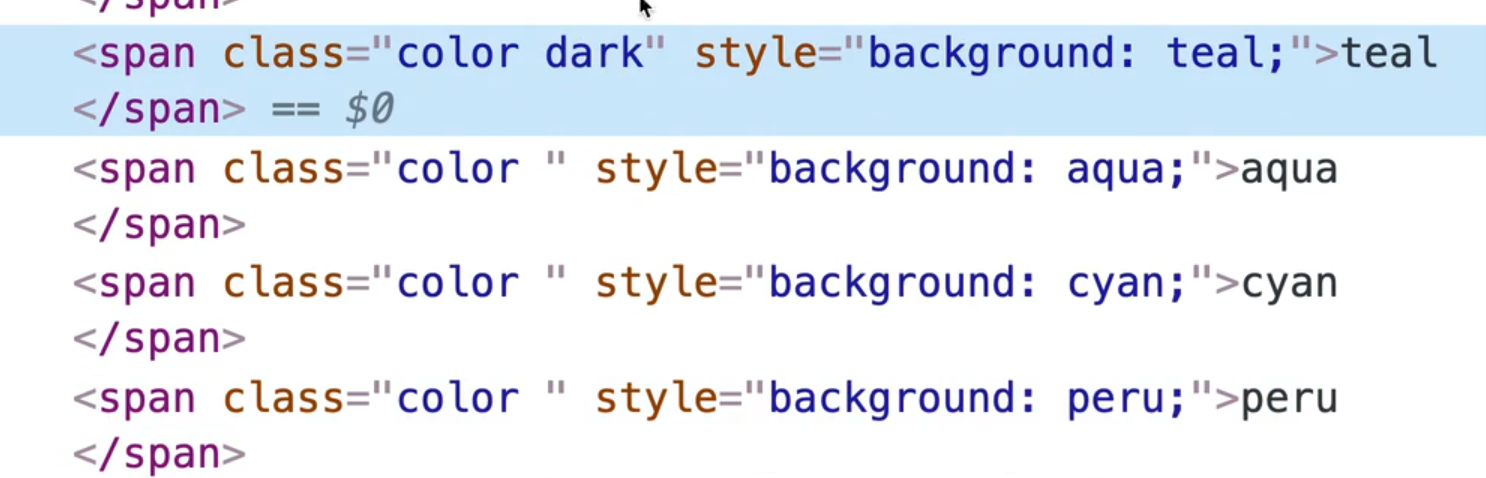 </span>
<span class="color dark" style="background: teal;">teal
</span> == $0
<span class="color " style="background: aqua;">aqua
</span>
<span class="color " style="background: cyan;">cyan
</span>
<span class="color " style="background: peru;">peru
</span>